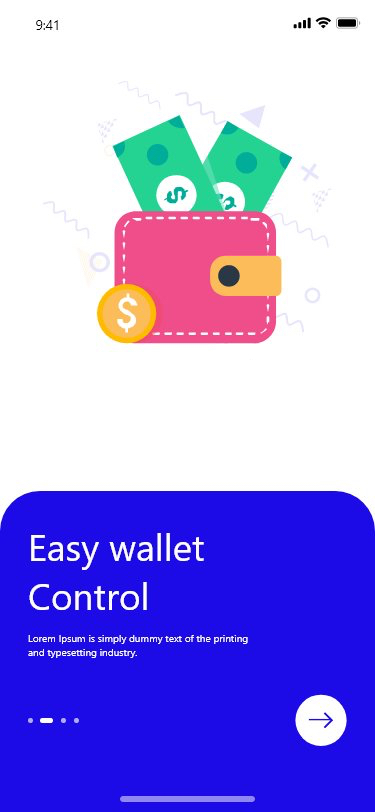 9:41
$
$
$
Easy wallet
Control
Lorem Ipsum is simply dummy text of the printing
and typesetting industry.